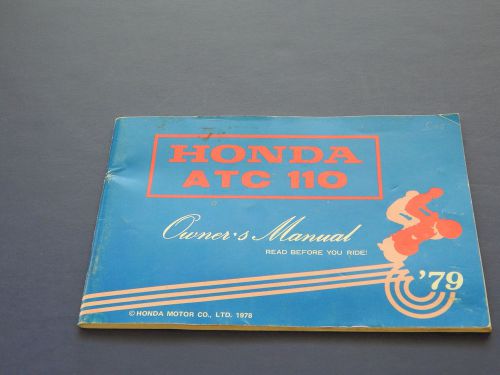 HONDA
ATC 110
Owner's Manual
READ BEFORE YOU RIDE!
'79
© HONDA MOTOR CO., LTD. 1978